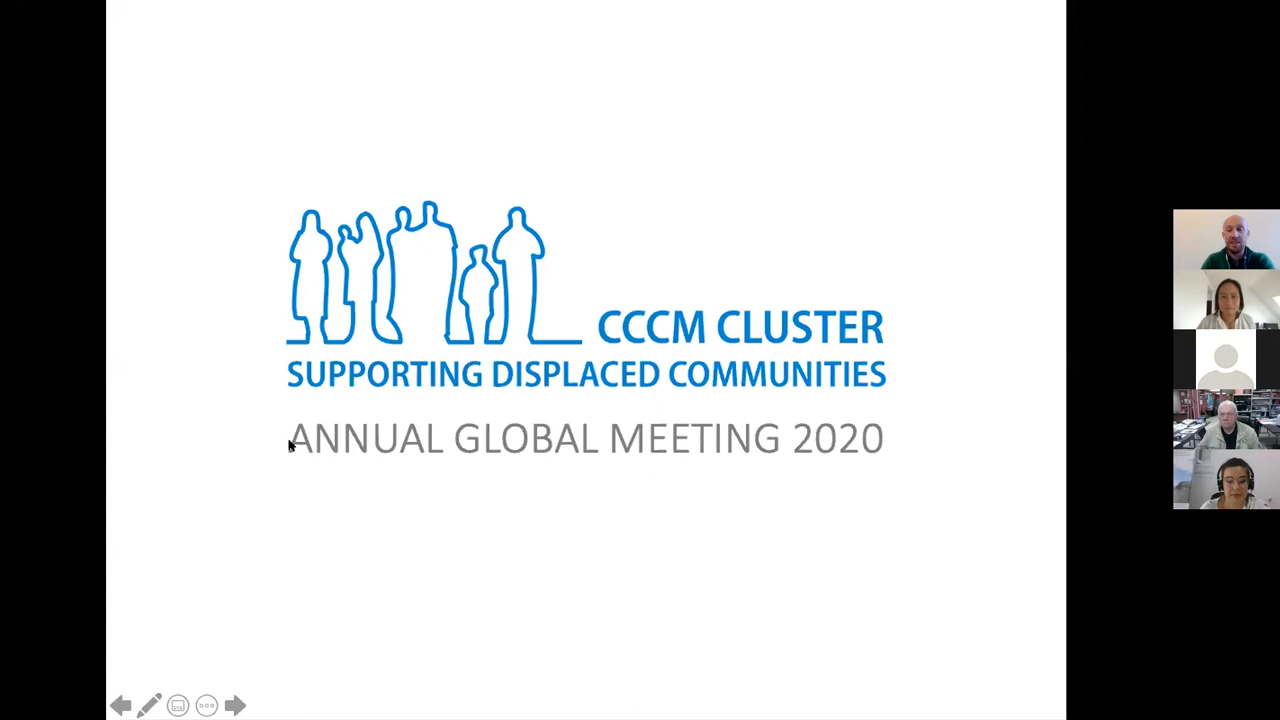 CCCM CLUSTER
SUPPORTING DISPLACED COMMUNITIES
ANNUAL GLOBAL MEETING 2020